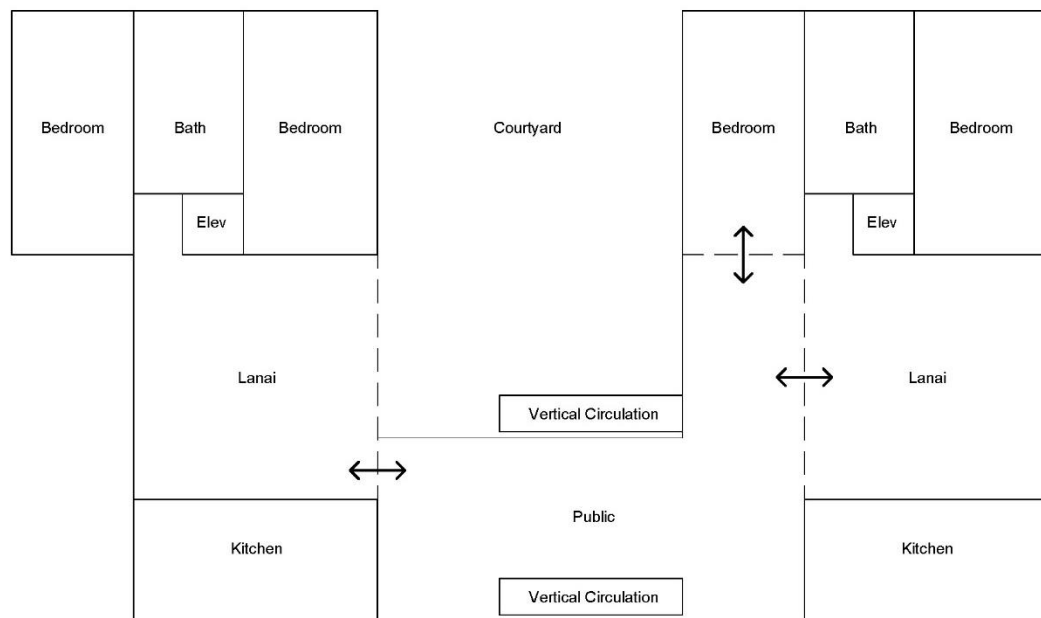 Bedroom
Bath
Bedroom
Courtyard
Bedroom
Bath
Bedroom
Elev
Elev
Lanai
Lanai
Vertical Circulation
Public
Kitchen
Kitchen
Vertical Circulation